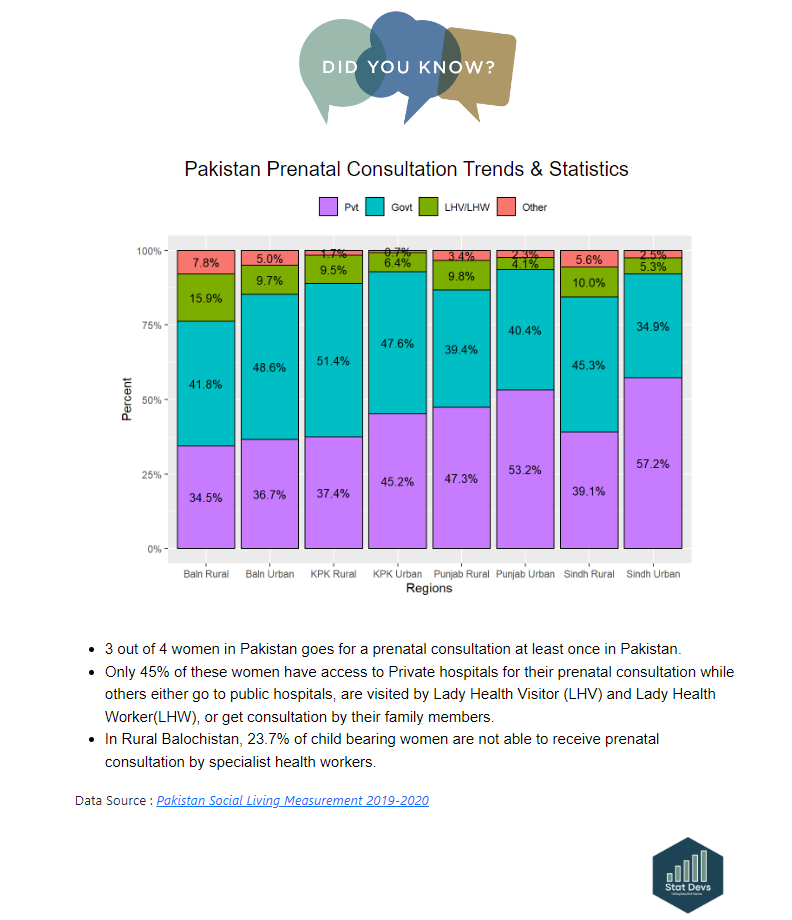 DID YOU KNOW?
Pakistan Prenatal Consultation Trends & Statistics
Pvt Govt LHV/LHW Other
100%
75%
50%
25%
0%
Percent
7.8% 5.0% 1.7% 0.7% 3.4% 2.3% 5.6% 2.5%
15.9% 9.7% 9.5% 6.4% 9.8% 4.1% 10.0% 5.3%
41.8% 48.6% 51.4% 47.6% 39.4% 40.4% 45.3% 34.9%
34.5% 36.7% 37.4% 45.2% 47.3% 53.2% 39.1% 57.2%
Baln Rural Baln Urban KPK Rural KPK Urban Punjab Rural Punjab Urban Sindh Rural Sindh Urban
Regions
• 3 out of 4 women in Pakistan goes for a prenatal consultation at least once in Pakistan.
• Only 45% of these women have access to Private hospitals for their prenatal consultation while
others either go to public hospitals, are visited by Lady Health Visitor (LHV) and Lady Health
Worker(LHW), or get consultation by their family members.
• In Rural Balochistan, 23.7% of child bearing women are not able to receive prenatal
consultation by specialist health workers.
Data Source : Pakistan Social Living Measurement 2019-2020
Stat Devs